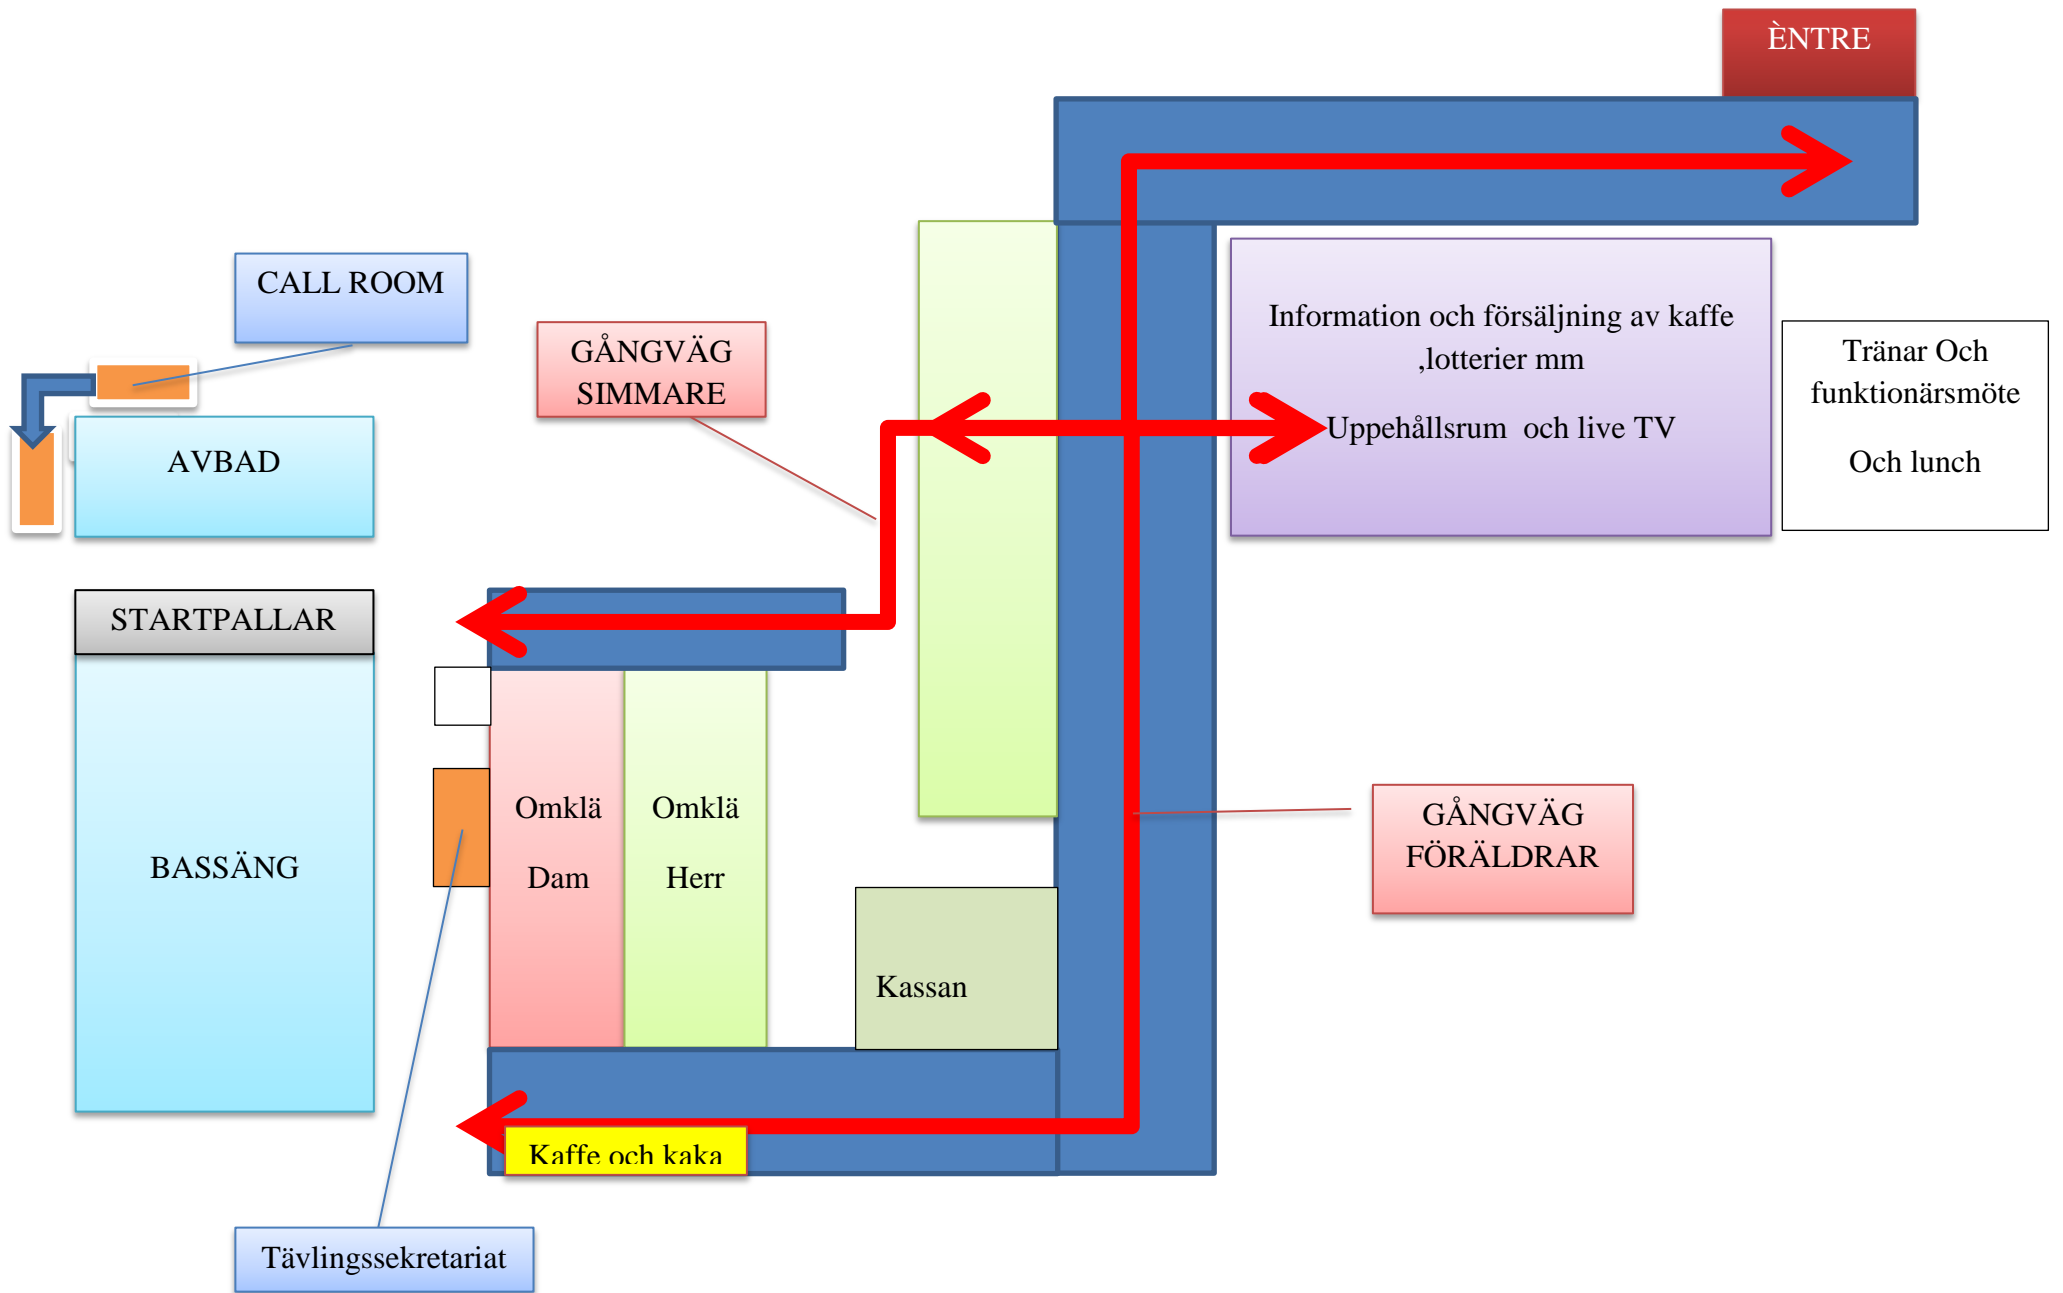 ÈNTRE
CALL ROOM
GÅNGVÄG
SIMMARE
Information och försäljning av kaffe
,lotterier mm
Uppehållsrum och live TV
Tränar Och
funktionärsmöte
Och lunch
AVBAD
STARTPALLAR
BASSÄNG
Omklä
Dam
Omklä
Herr
GÅNGVÄG
FÖRÄLDRAR
Kassan
Kaffe och kaka
Tävlingssekretariat